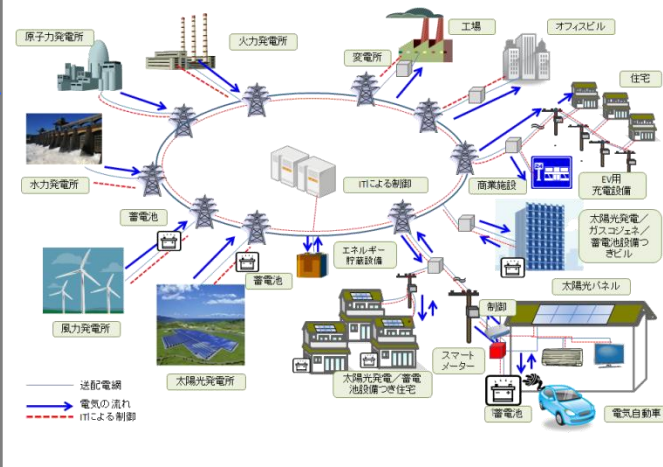 原子力発電所
火力発電所
変電所
工場
オフィスビル
住宅
水力発電所
ITによる制御
商業施設
EV用
充電設備
蓄電池
蓄電池
エネルギー
貯蔵設備
太陽光発電／
ガスコジェネ／
蓄電池設備つ
きビル
風力発電所
太陽光発電所
太陽光発電／蓄電
池設備つき住宅
スマート
メーター
制御
太陽光パネル
蓄電池
電気自動車
送配電網
電気の流れ
ITによる制御